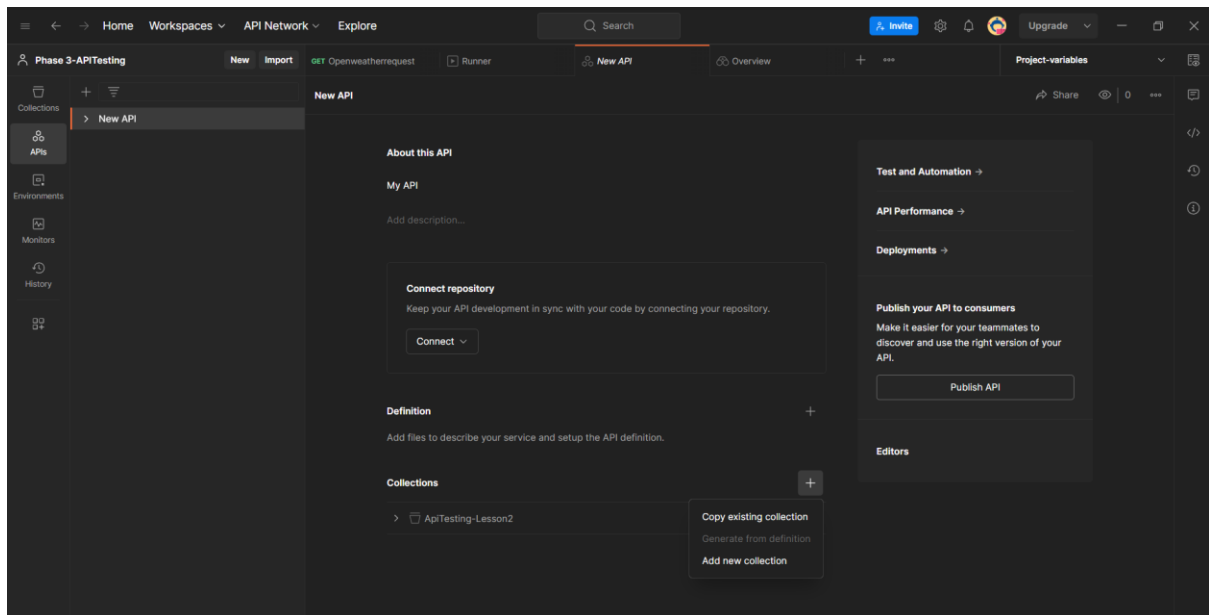 Home Workspaces API Network Explore Search Invite Upgrade
Phase 3-APITesting New Import GET Openweatherrequest Runner New API Overview Project-variables
Collections
APIs
Environments
Monitors
History
New API
New API Share 0
About this API
My API
Add description...
Connect repository
Keep your API development in sync with your code by connecting your repository.
Connect
Definition
Add files to describe your service and setup the API definition.
Collections
ApiTesting-Lesson2
Copy existing collection
Generate from definition
Add new collection
Test and Automation →
API Performance →
Deployments →
Publish your API to consumers
Make it easier for your teammates to
discover and use the right version of your
API.
Publish API
Editors